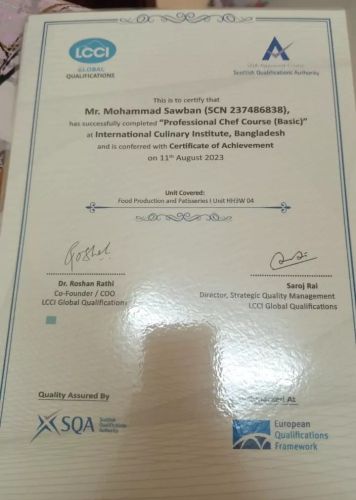 LCCI
GLOBAL
QUALIFICATIONS
Scottish Qualifications Authority
This is to certify that
Mr. Mohammad Sawban (SCN 237486838),
has successfully completed “Professional Chef Course (Basic)”
at International Culinary Institute, Bangladesh
and is conferred with Certificate of Achievement
on 11th August 2023
Unit Covered:
Food Production and Patisseries I Unit HH3W 04
Dr. Roshan Rathi
Co-Founder / COO
LCCI Global Qualifications
Saroj Rai
Director, Strategic Quality Management
LCCI Global Qualifications
Quality Assured By
At
SQA
Scottish
Qualifications
Authority
European
Qualifications
Framework